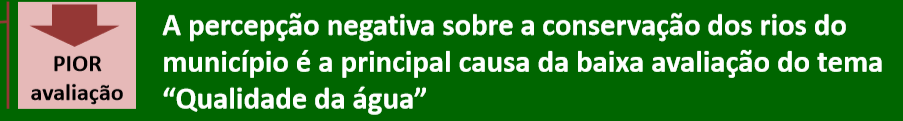 PIOR
avaliação
A percepção negativa sobre a conservação dos rios do
município é a principal causa da baixa avaliação do tema
“Qualidade da água”